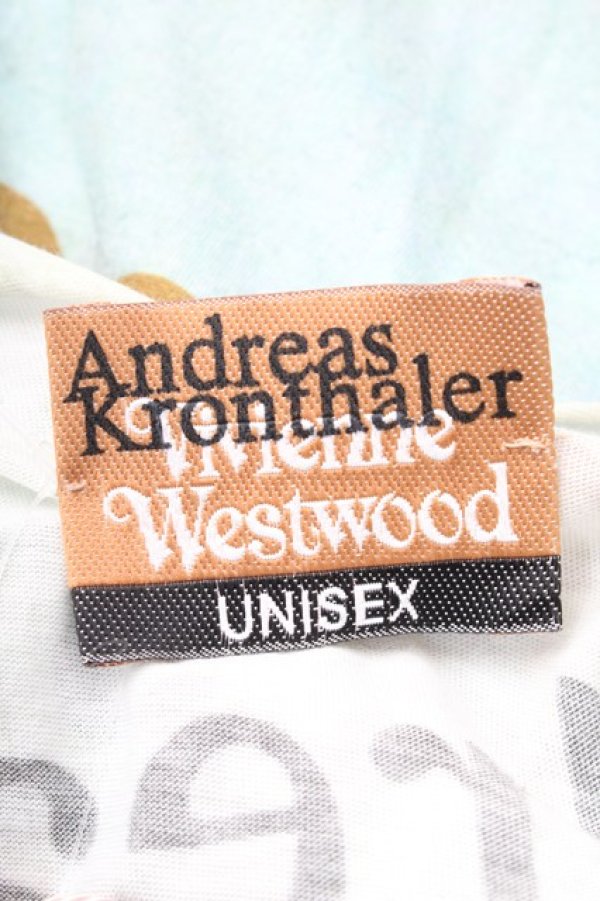 Andreas
Kronthaler
Vivienne
Westwood
UNISEX